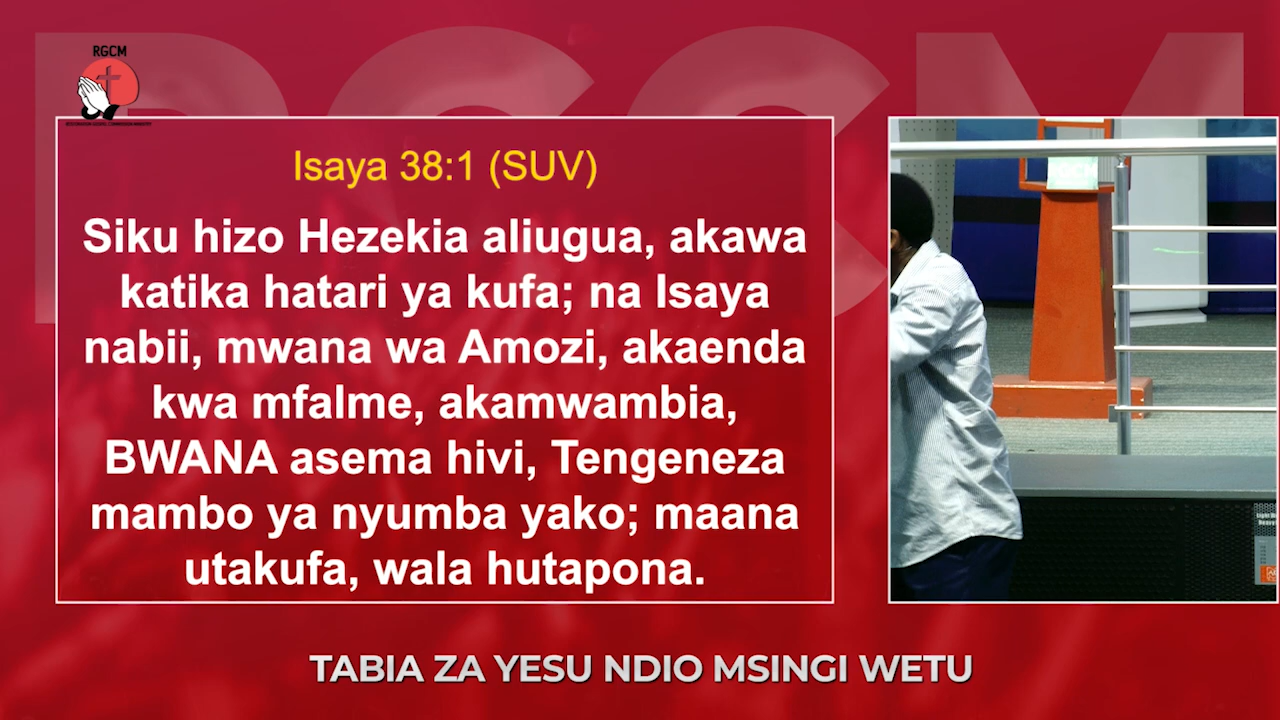 RGCM
Isaya 38:1 (SUV)
Siku hizo Hezekia aliugua, akawa
katika hatari ya kufa; na Isaya
nabii, mwana wa Amozi, akaenda
kwa mfalme, akamwambia,
BWANA asema hivi, Tengeneza
mambo ya nyumba yako; maana
utakufa, wala hutapona.
TABIA ZA YESU NDIO MSINGI WETU
RGCM